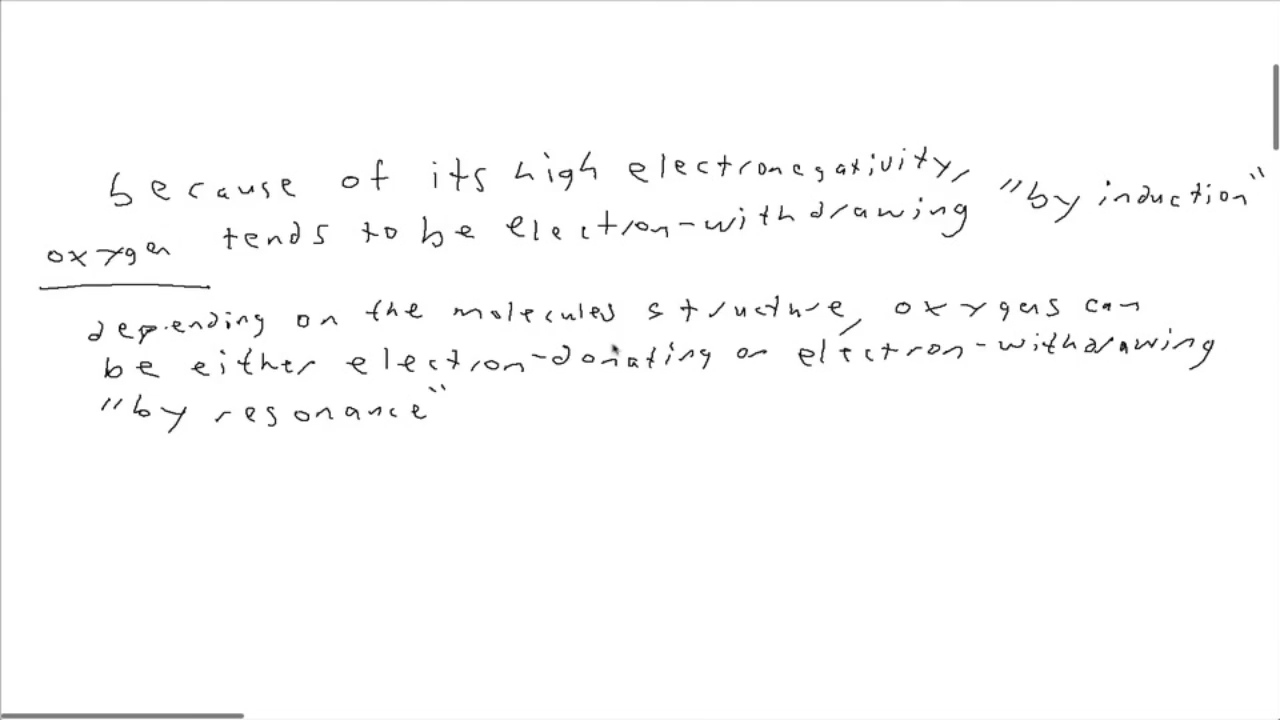 because of its high electronegativity,
oxygen tends to be electron-withdrawing "by induction"
depending on the molecules structure, oxygens can
be either electron-donating or electron-withdrawing
"by resonance"